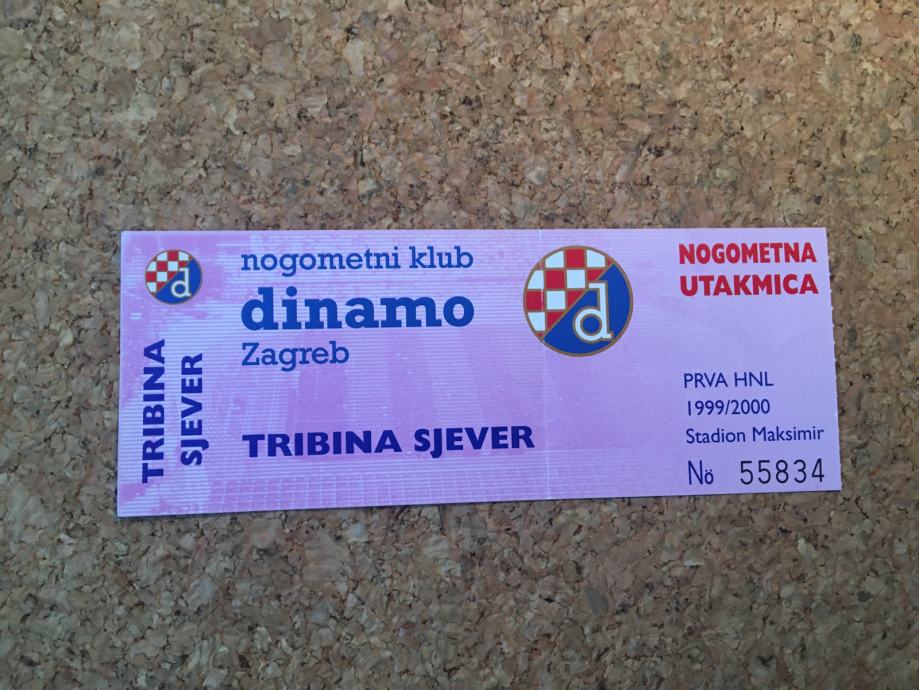 TRIBINA
SJEVER
nogometni klub
dinamo
Zagreb
TRIBINA SJEVER
d
d
NOGOMETNA
UTAKMICA
PRVA HNL
1999/2000
Stadion Maksimir
Nö 55834